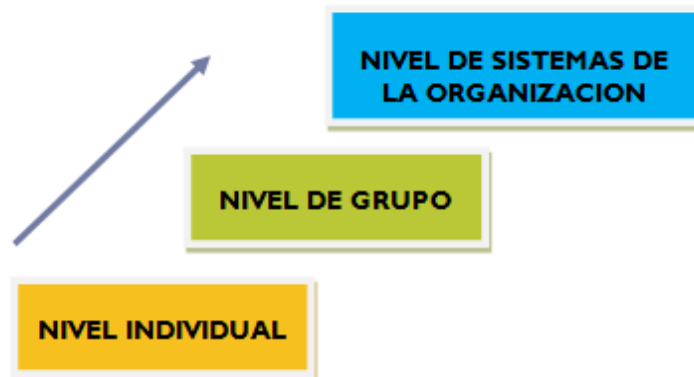 NIVEL DE SISTEMAS DE
LA ORGANIZACION
NIVEL DE GRUPO
NIVEL INDIVIDUAL